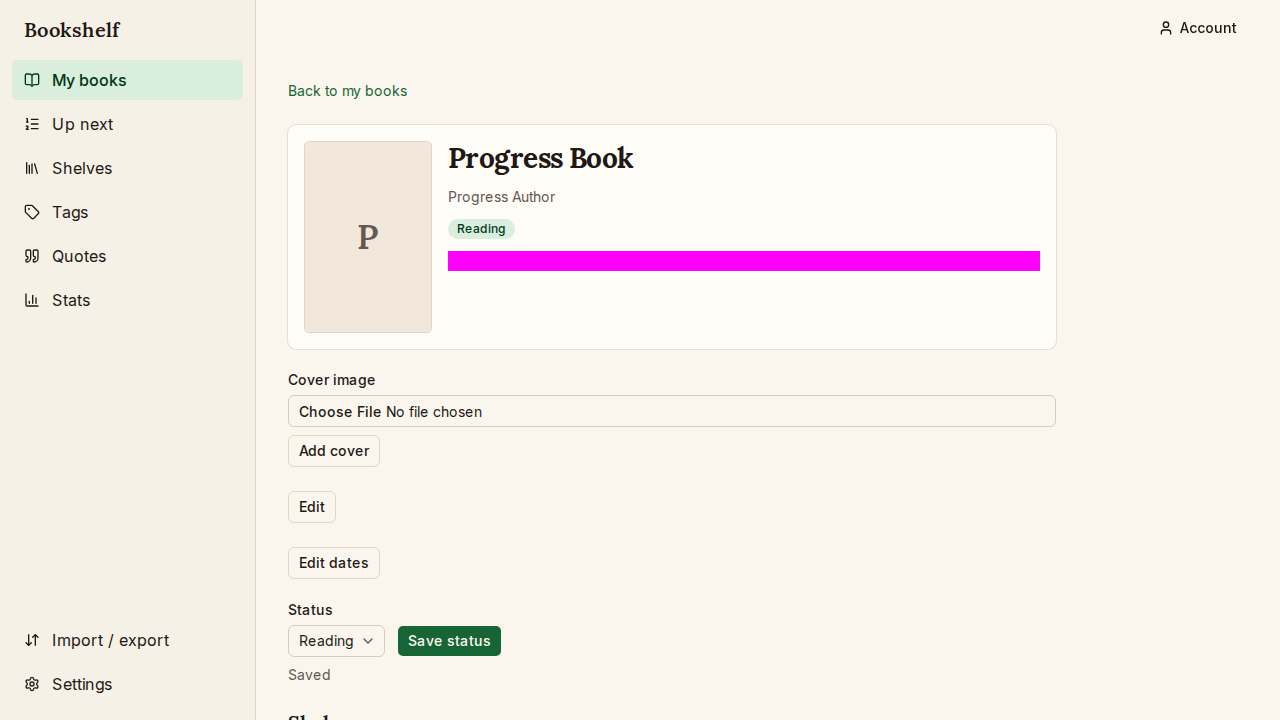 Bookshelf
My books
Up next
Shelves
Tags
Quotes
Stats
Import / export
Settings
Account
Back to my books
P
Progress Book
Progress Author
Reading
Cover image
Choose File No file chosen
Add cover
Edit
Edit dates
Status
Reading
Save status
Saved